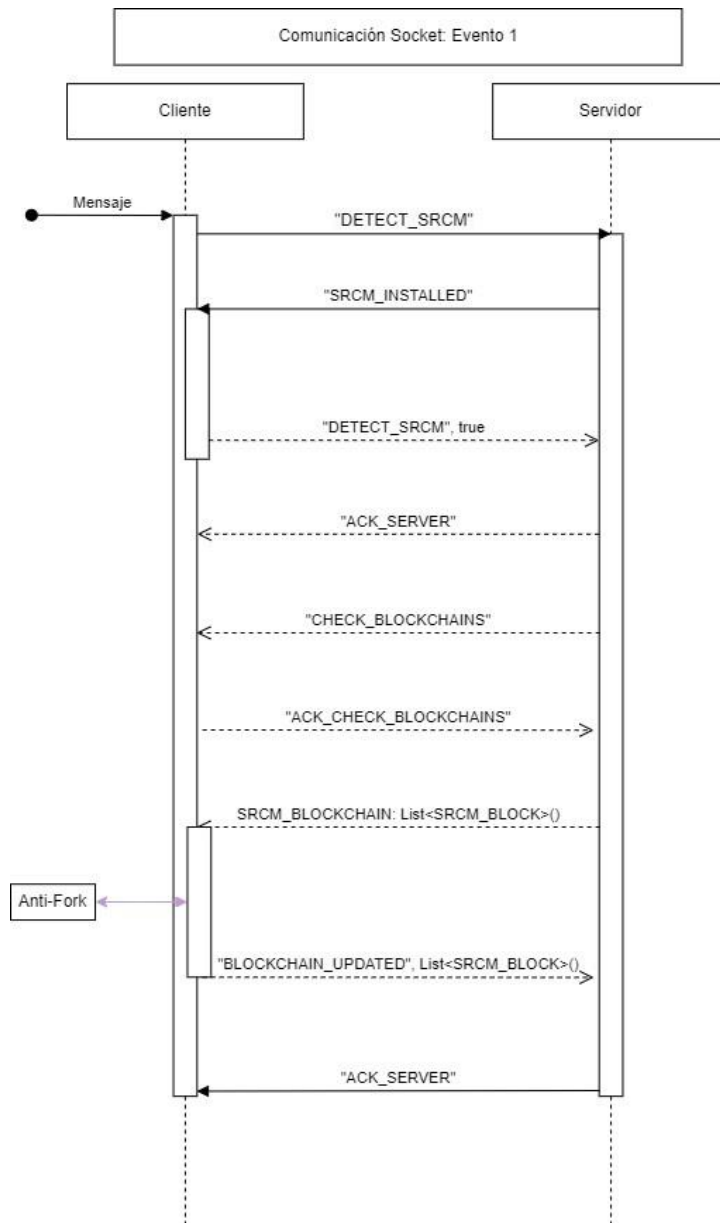 Comunicación Socket: Evento 1
Cliente
Servidor
Mensaje
"DETECT_SRCM"
"SRCM_INSTALLED"
"DETECT_SRCM", true
"ACK_SERVER"
"CHECK_BLOCKCHAINS"
"ACK_CHECK_BLOCKCHAINS"
SRCM_BLOCKCHAIN: List<SRCM_BLOCK>()
Anti-Fork
"BLOCKCHAIN_UPDATED", List<SRCM_BLOCK>()
"ACK_SERVER"